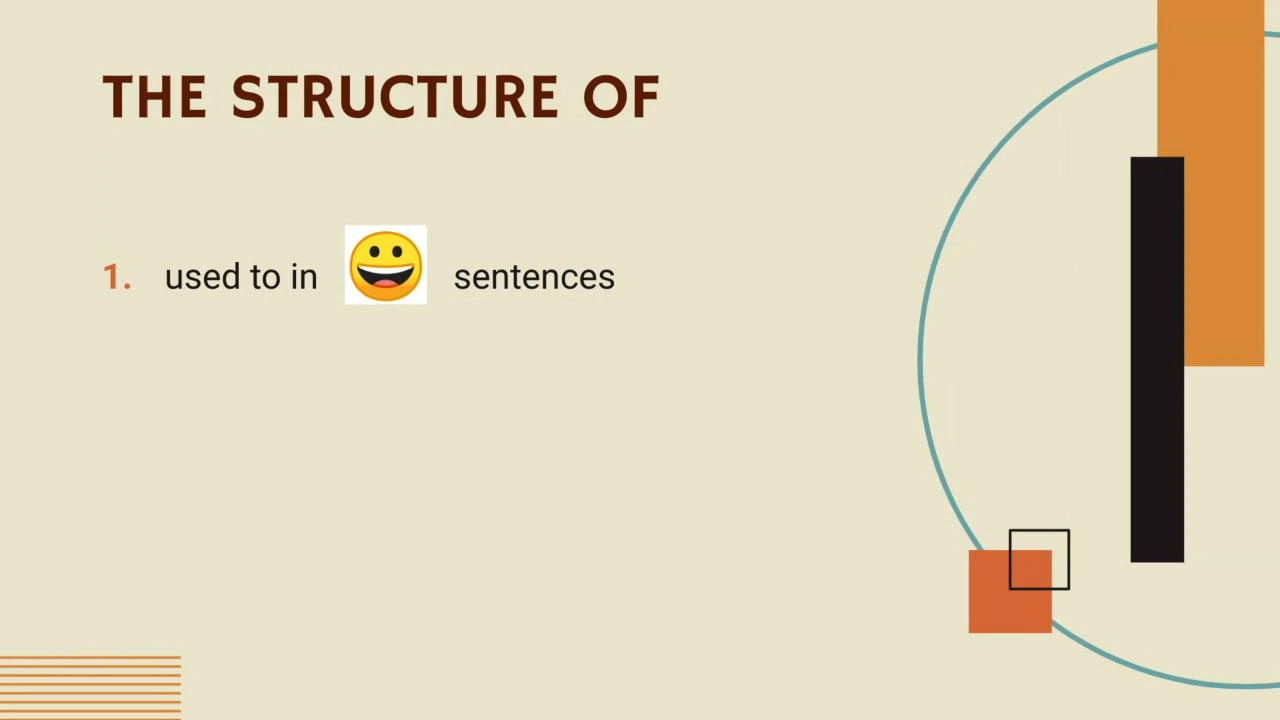 THE STRUCTURE OF
1. used to in 😀 sentences